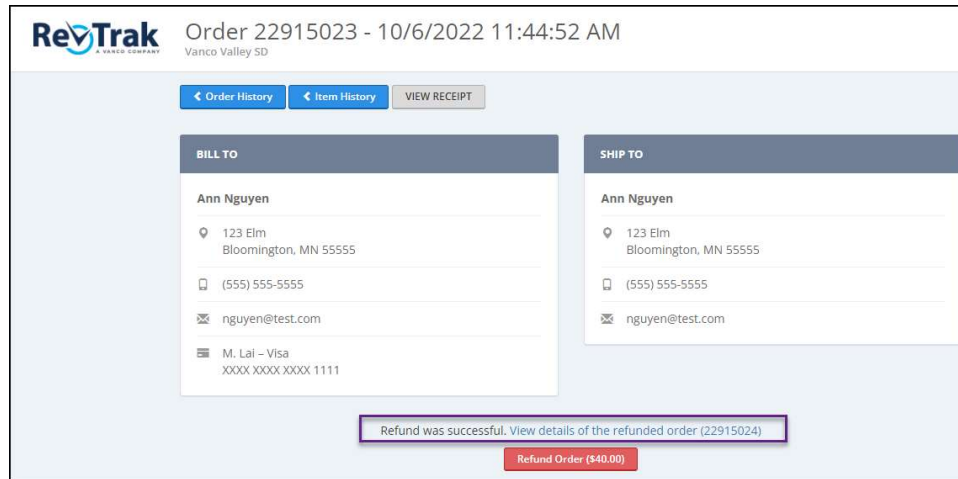 RevTrak
A VANCO COMPANY
Order 22915023 - 10/6/2022 11:44:52 AM
Vanco Valley SD
Order History
Item History
VIEW RECEIPT
BILL TO
Ann Nguyen
123 Elm
Bloomington, MN 55555
(555) 555-5555
nguyen@test.com
M. Lai – Visa
XXXX XXXX XXXX 1111
SHIP TO
Ann Nguyen
123 Elm
Bloomington, MN 55555
(555) 555-5555
nguyen@test.com
Refund was successful. View details of the refunded order (22915024)
Refund Order ($40.00)